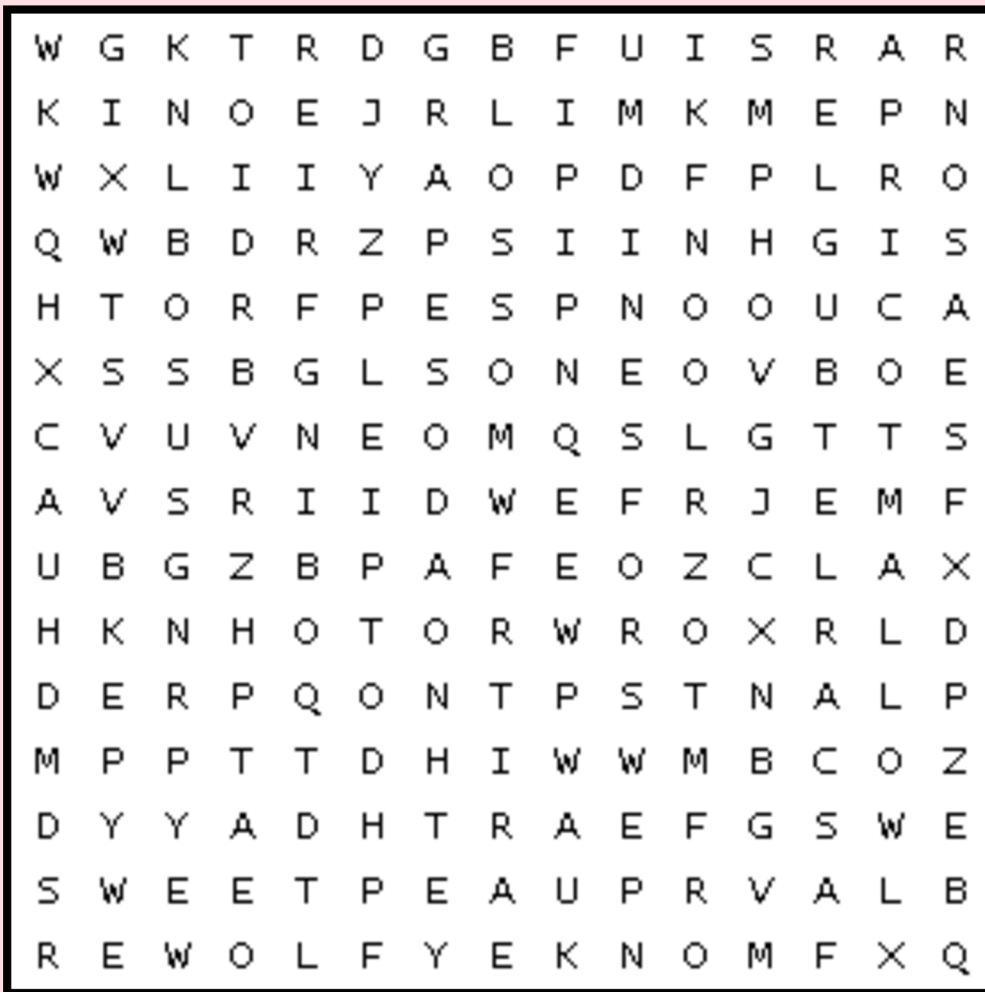 W G K T R D G B F U I S R A R
K I N O E J R L I M K M E P N
W X L I I Y A O P D F P L R O
Q W B D R Z P S I I N H G I S
H T O R F P E S P N O O U C A
X S S B G L S O N E O V B O E
C V U V N E O M Q S L G T T S
A V S R I I D W E F R J E M F
U B G Z B P A F E O Z C L A X
H K N H O T O R W R O X R L D
D E R P Q O N T P S T N A L P
M P P T T D H I W W M B C O Z
D Y Y A D H T R A E F G S W E
S W E E T P E A U P R V A L B
R E W O L F Y E K N O M F X Q